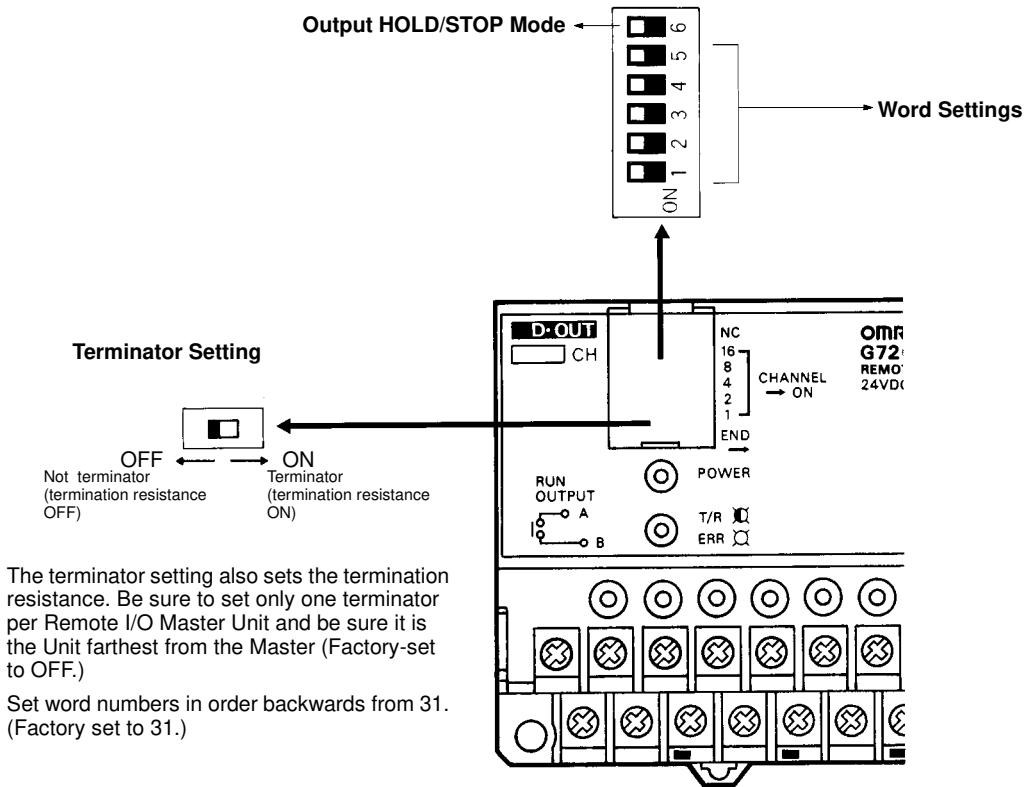 Output HOLD/STOP Mode
6
5
4
3
2
1
ON
Word Settings
Terminator Setting
OFF
ON
Not terminator
(termination resistance
OFF)
Terminator
(termination resistance
ON)
The terminator setting also sets the termination
resistance. Be sure to set only one terminator
per Remote I/O Master Unit and be sure it is
the Unit farthest from the Master (Factory-set
to OFF.)
Set word numbers in order backwards from 31.
(Factory set to 31.)
D·OUT
CH
NC
16
8
4
2
1
CHANNEL
→ ON
END
→
OMR
G72
REMO
24VD
POWER
RUN
OUTPUT
A
B
T/R
ERR